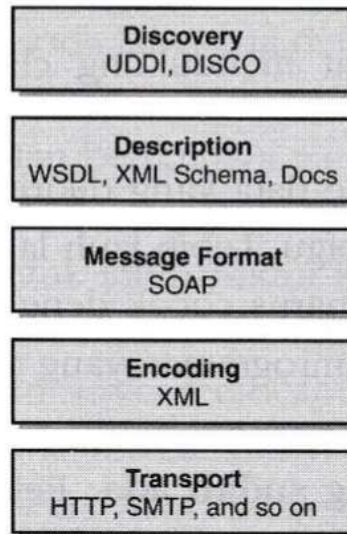 Discovery
UDDI, DISCO
Description
WSDL, XML Schema, Docs
Message Format
SOAP
Encoding
XML
Transport
HTTP, SMTP, and so on